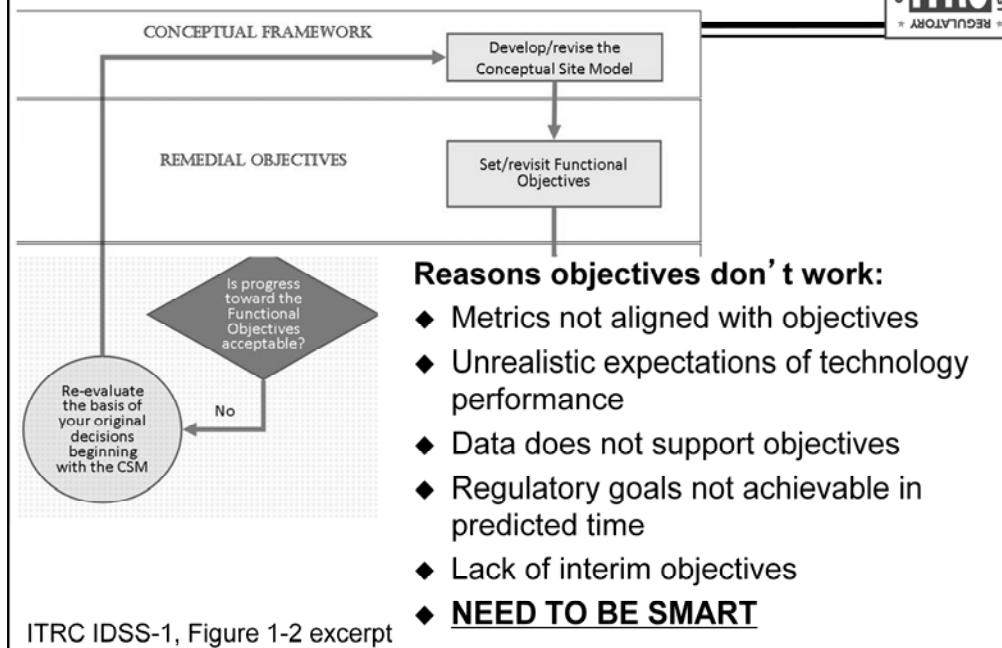 REGULATORY
CONCEPTUAL FRAMEWORK
Develop/revise the
Conceptual Site Model
REMEDIAL OBJECTIVES
Set/revisit Functional
Objectives
Is progress
toward the
Functional
Objectives
acceptable?
No
Re-evaluate
the basis of
your original
decisions
beginning
with the CSM
Reasons objectives don’t work:
◆ Metrics not aligned with objectives
◆ Unrealistic expectations of technology
performance
◆ Data does not support objectives
◆ Regulatory goals not achievable in
predicted time
◆ Lack of interim objectives
◆ NEED TO BE SMART
ITRC IDSS-1, Figure 1-2 excerpt